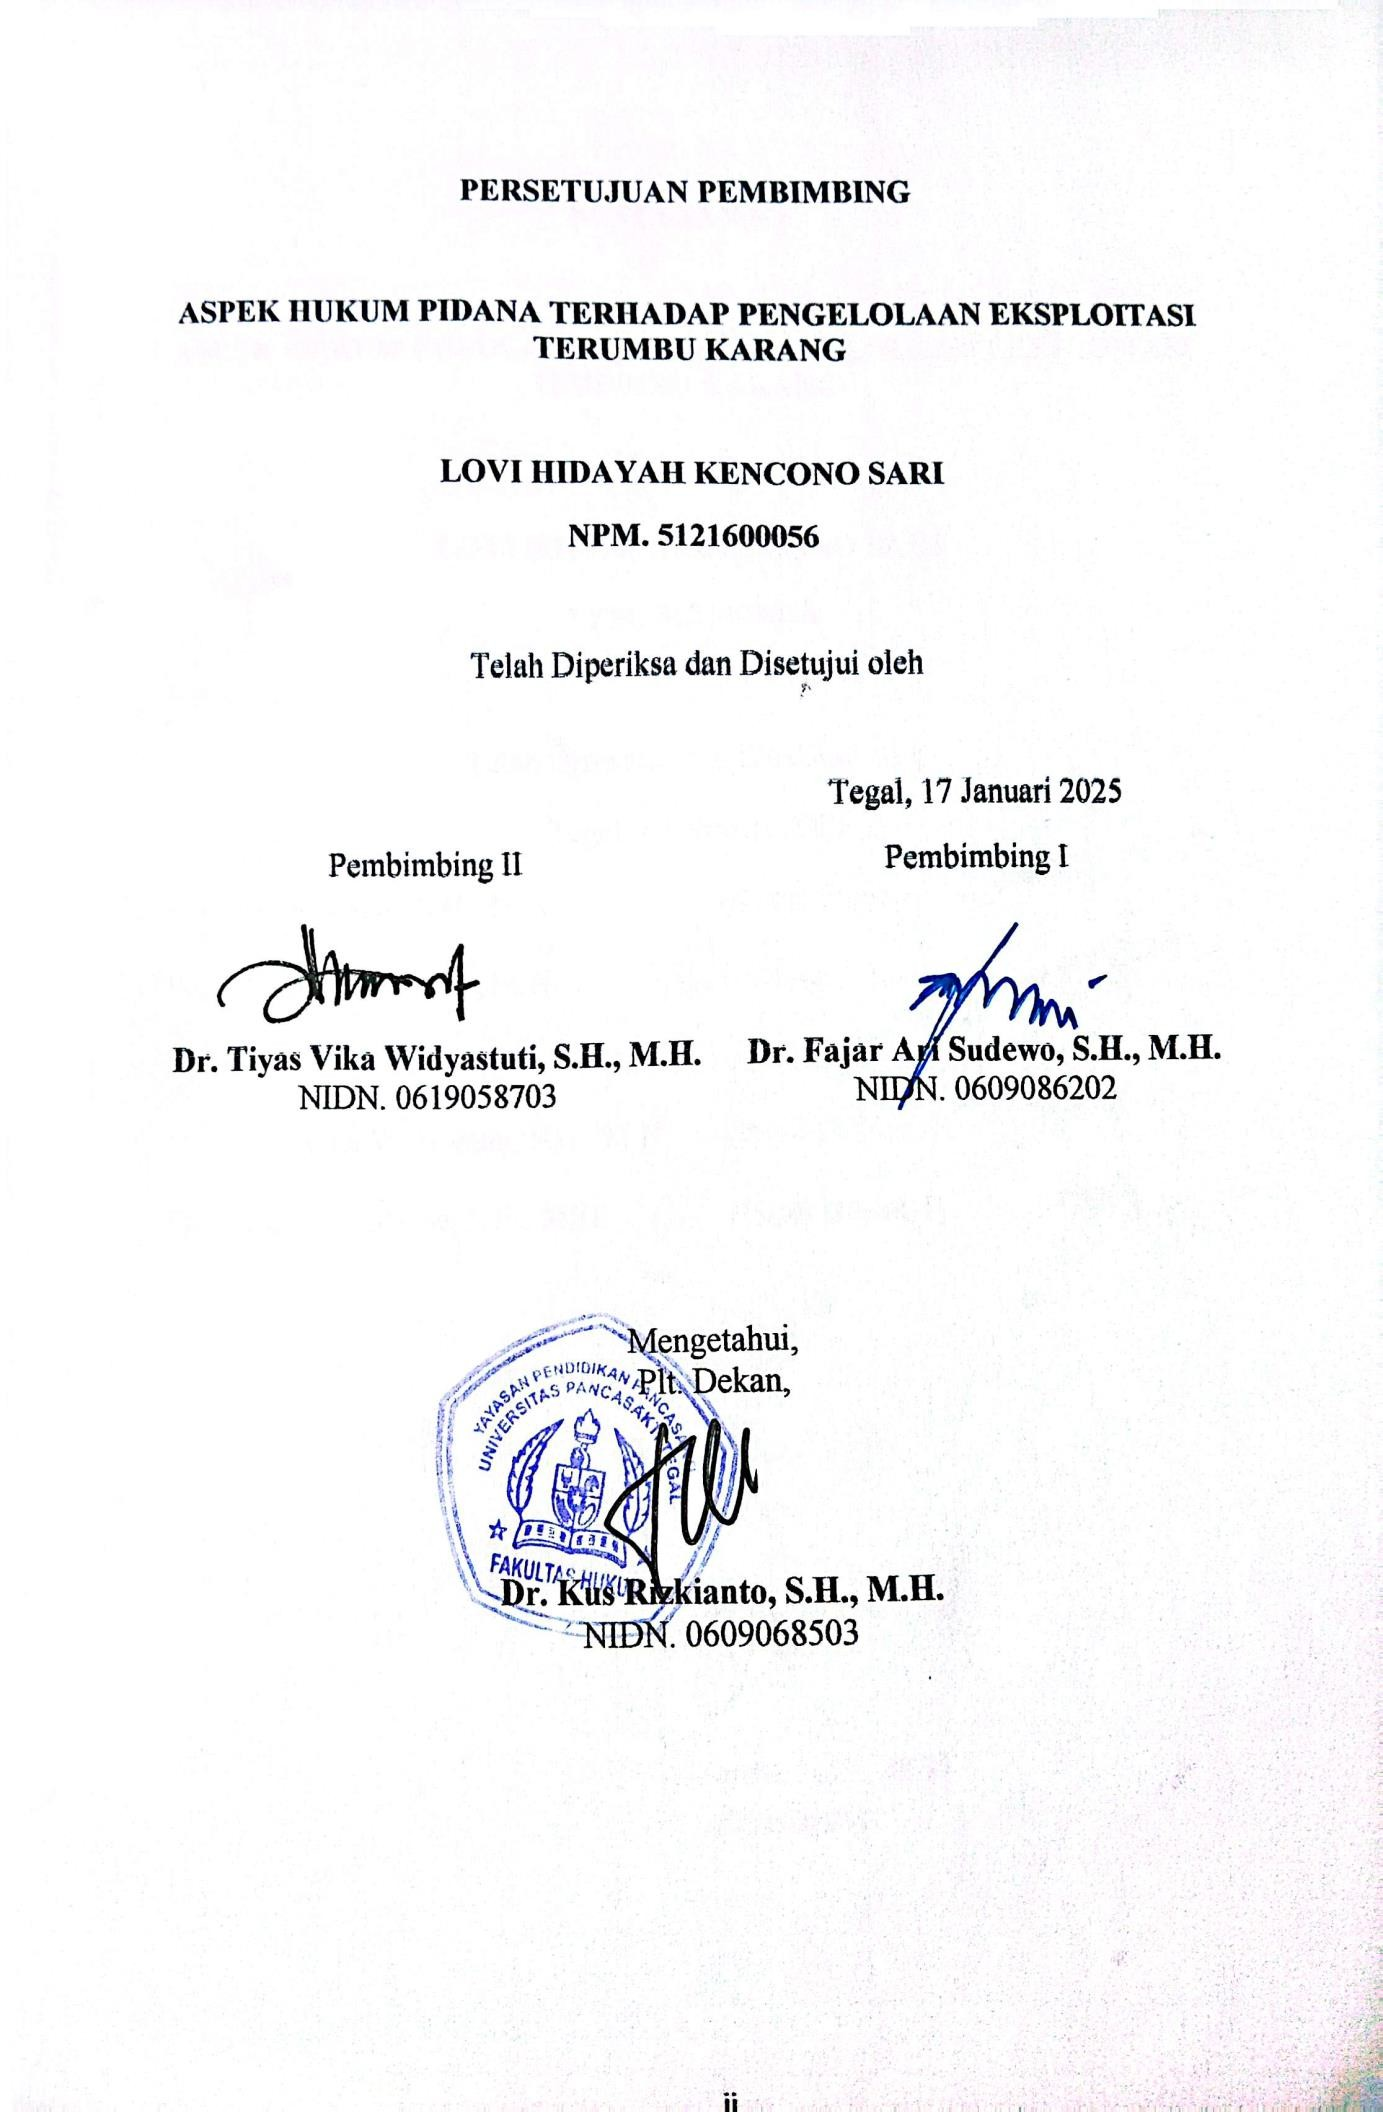 PERSETUJUAN PEMBIMBING
ASPEK HUKUM PIDANA TERHADAP PENGELOLAAN EKSPLOITASI
TERUMBU KARANG
LOVI HIDAYAH KENCONO SARI
NPM. 5121600056
Telah Diperiksa dan Disetujui oleh
Tegal, 17 Januari 2025
Pembimbing II
Pembimbing I
Dr. Tiyas Vika Widyastuti, S.H., M.H.
NIDN. 0619058703
Dr. Fajar Ari Sudewo, S.H., M.H.
NIDN. 0609086202
Mengetahui,
Plt. Dekan,
YAYASAN PENDIDIKAN
UNIVERSITAS PANCASAKTI TEGAL
FAKULTAS HUKUM
Dr. Kus Rizkianto, S.H., M.H.
NIDN. 0609068503
ii